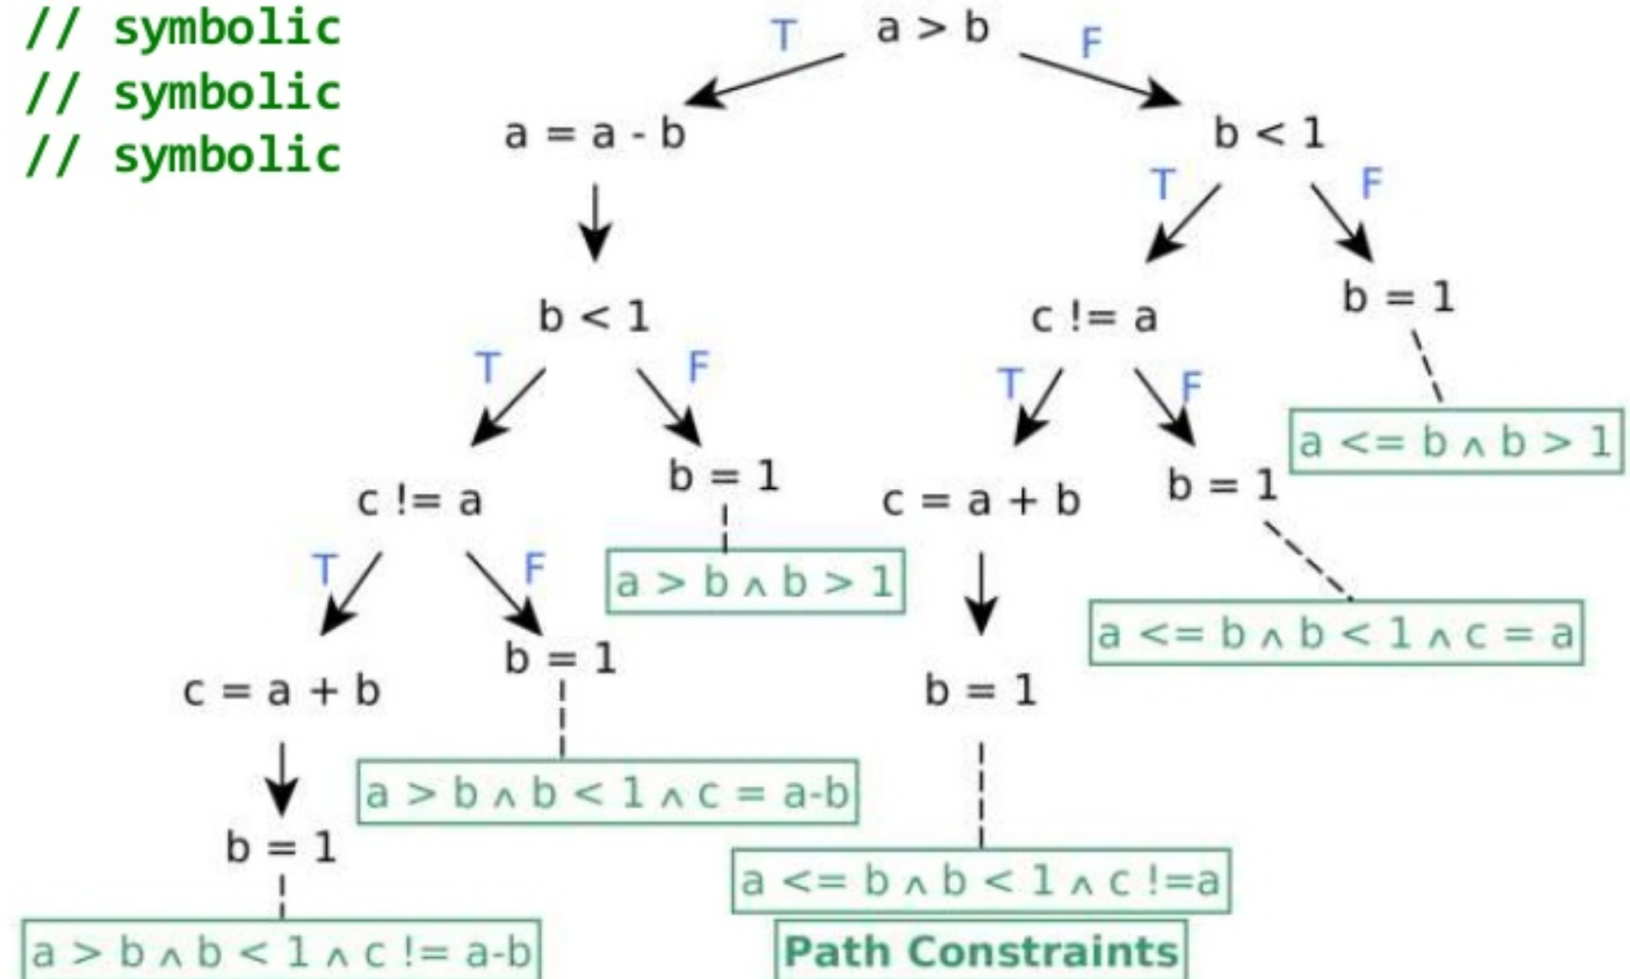 // symbolic
// symbolic
// symbolic
a > b
T
F
a = a - b
b < 1
T
F
b < 1
c != a
b = 1
T
F
T
F
a <= b ∧ b > 1
c != a
b = 1
c = a + b
b = 1
T
F
a > b ∧ b > 1
a <= b ∧ b < 1 ∧ c = a
c = a + b
b = 1
b = 1
a > b ∧ b < 1 ∧ c = a-b
b = 1
a <= b ∧ b < 1 ∧ c !=a
a > b ∧ b < 1 ∧ c != a-b
Path Constraints